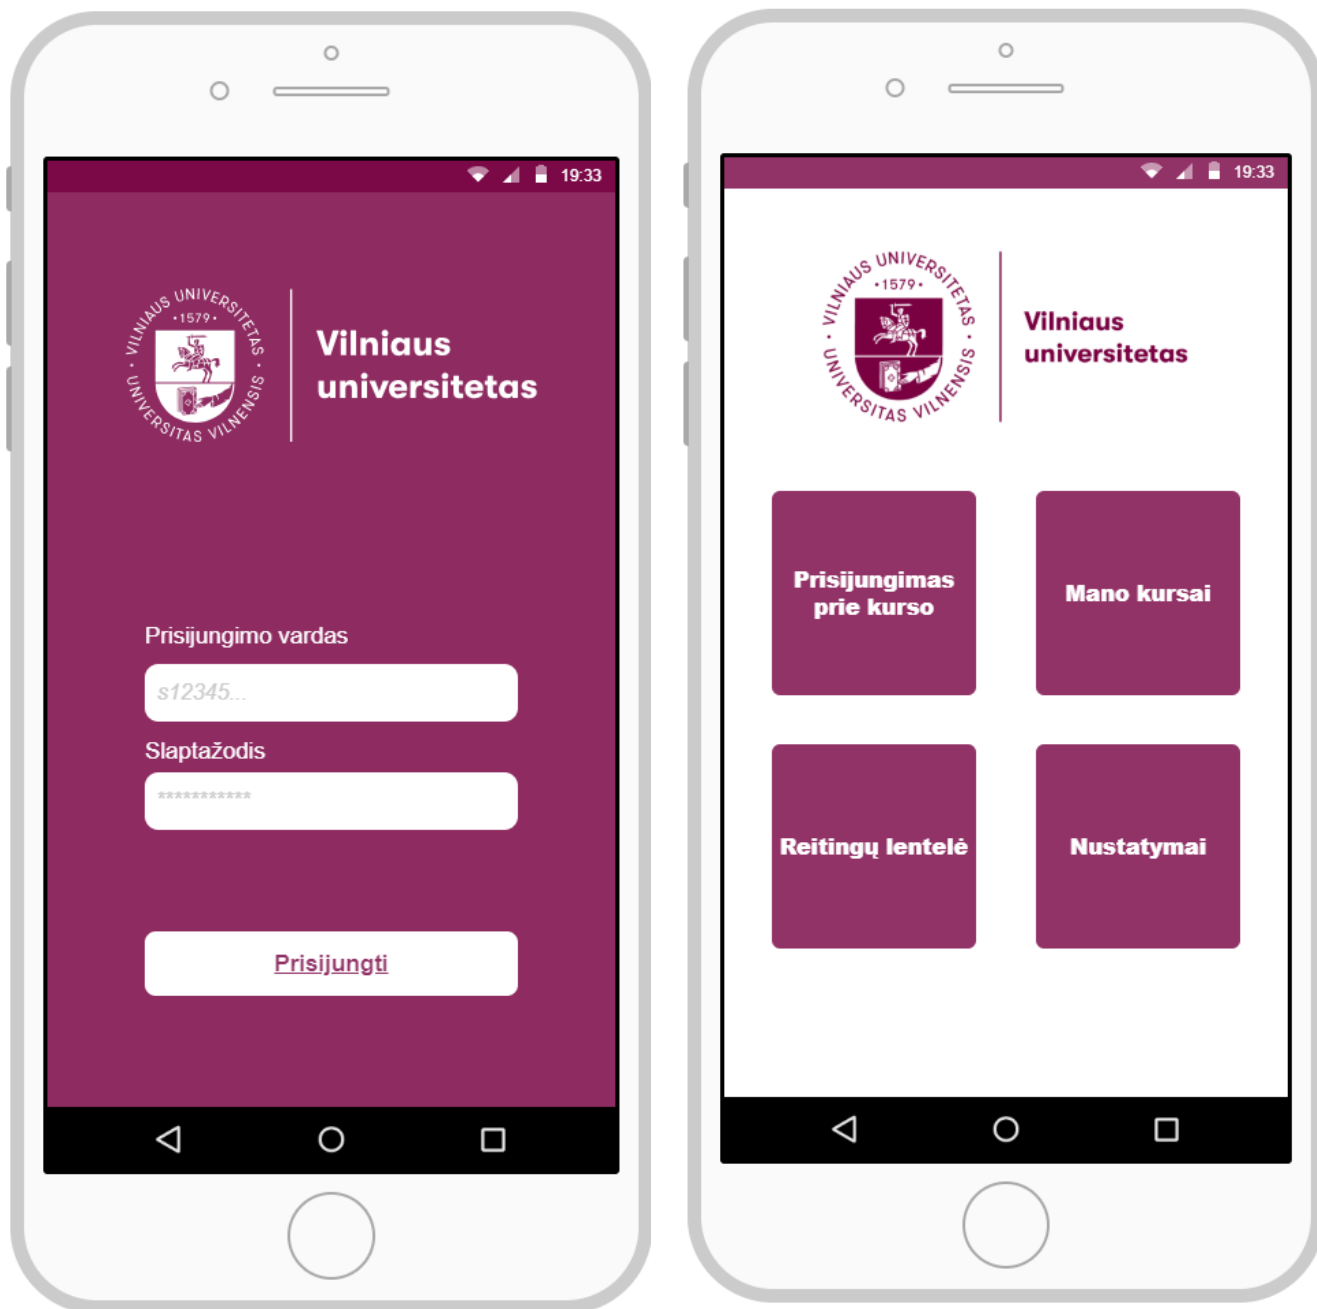 19:33
VILNIAUS UNIVERSITETAS
·1579·
UNIVERSITAS VILNENSIS
Vilniaus
universitetas
Prisijungimo vardas
s12345...
Slaptažodis
***********
Prisijungti
19:33
VILNIAUS UNIVERSITETAS
·1579·
UNIVERSITAS VILNENSIS
Vilniaus
universitetas
Prisijungimas
prie kurso
Mano kursai
Reitingų lentelė
Nustatymai